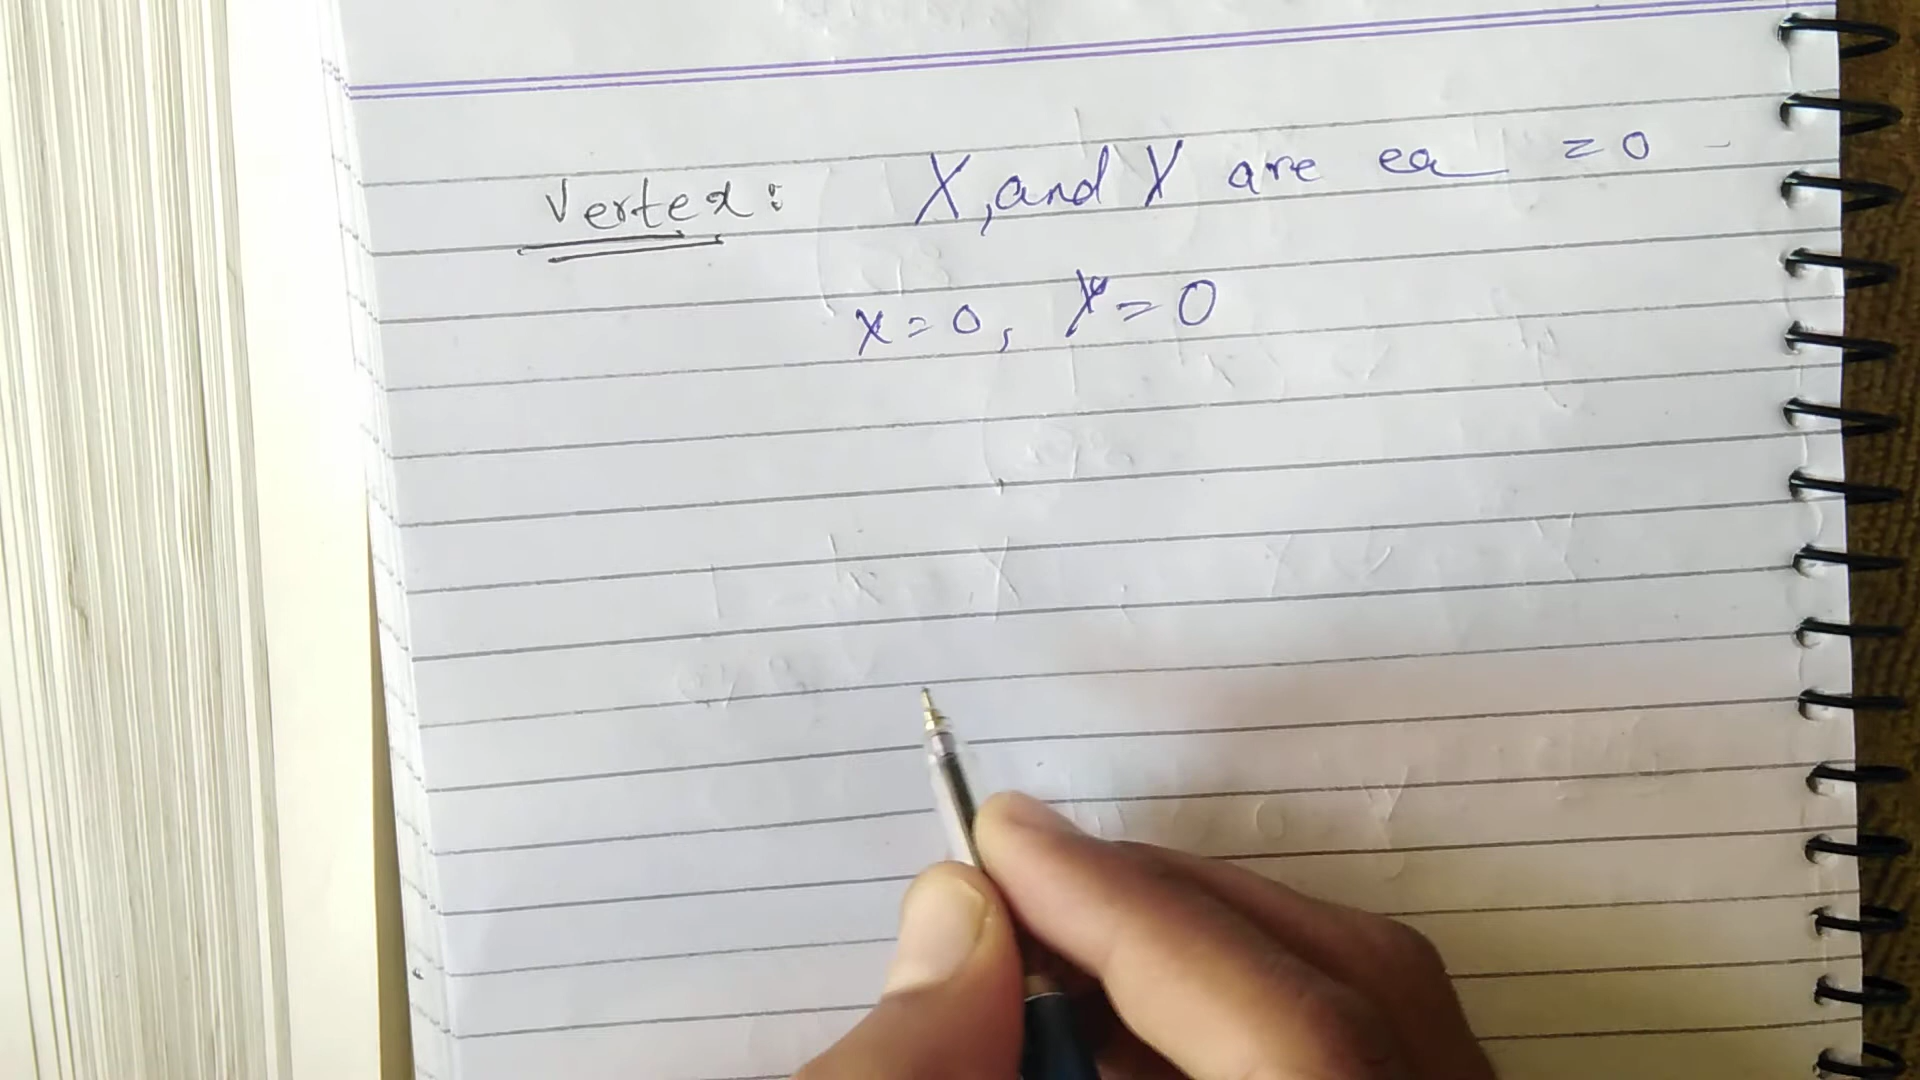 Vertex: X, and Y are ea = 0
x = 0, Y = 0